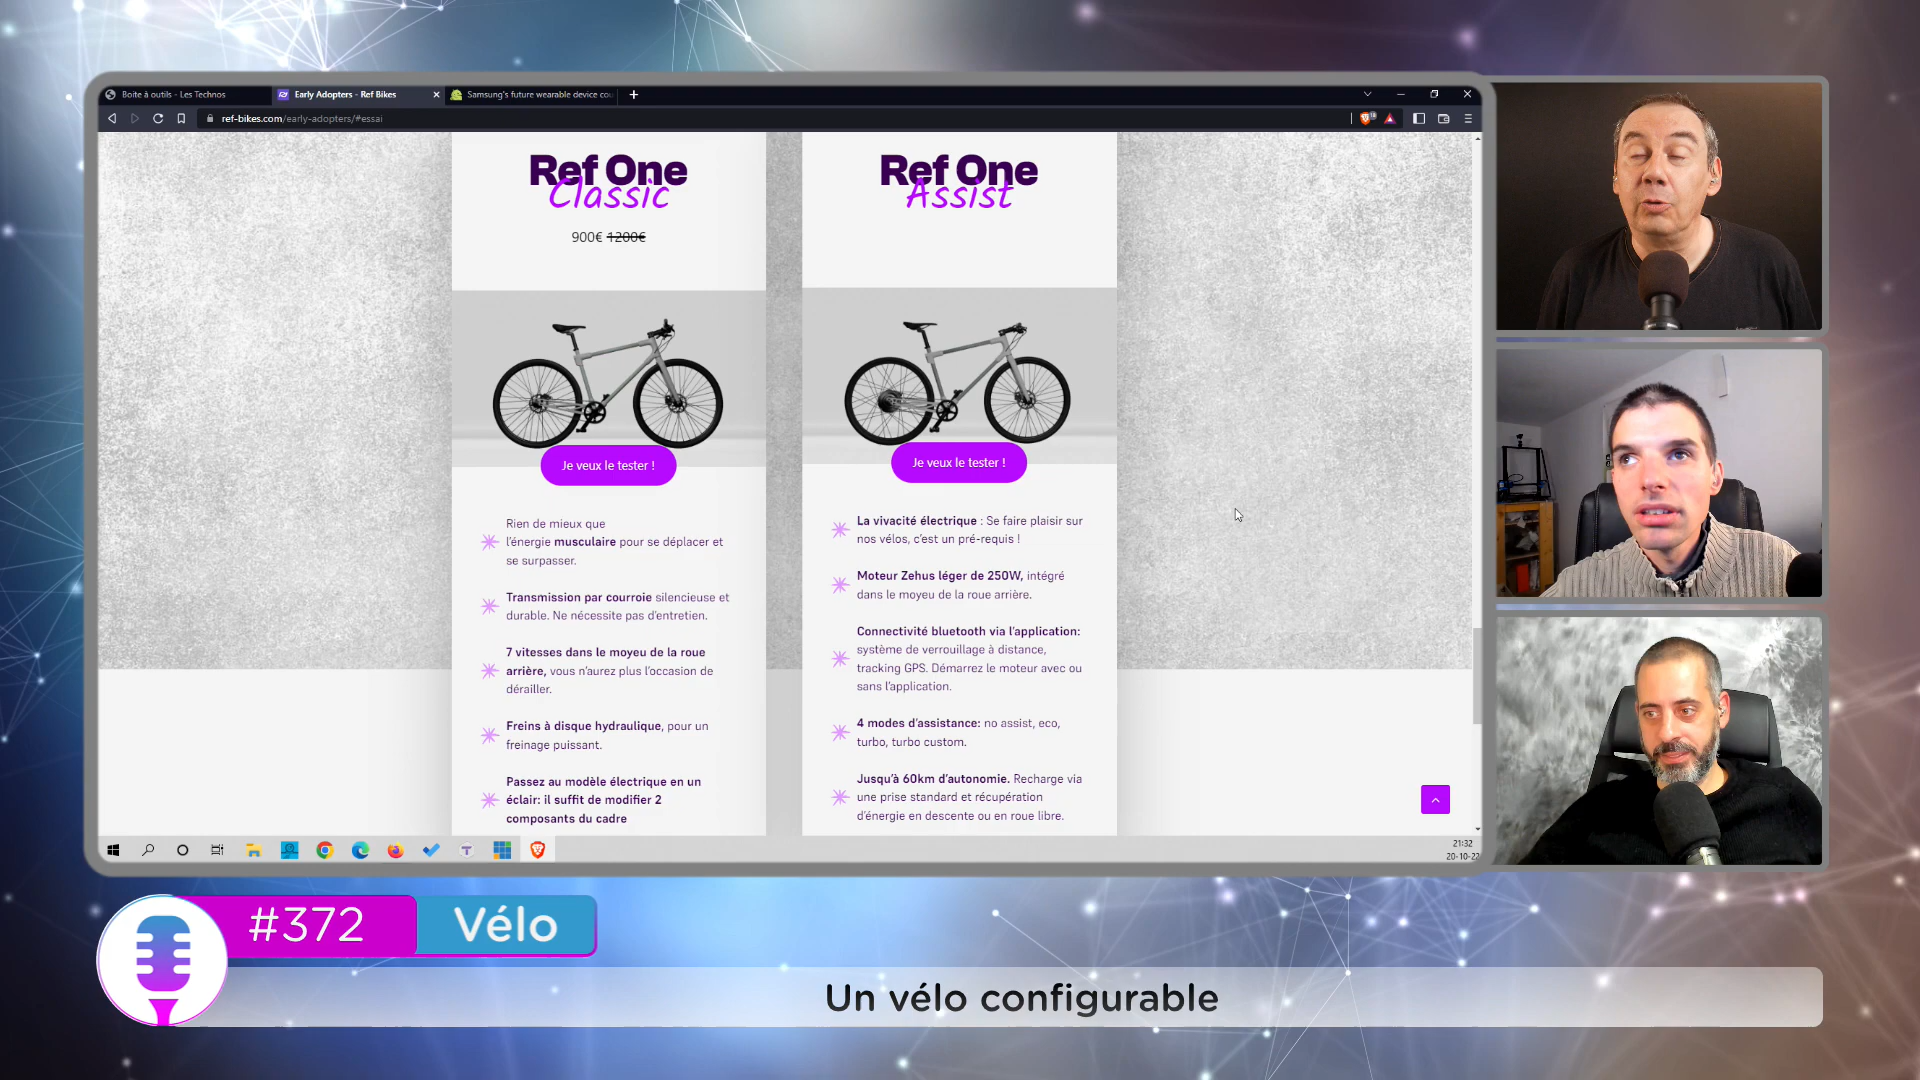 Boite à outils - Les Technos
Early Adopters - Ref Bikes
Samsung's future wearable device cou
ref-bikes.com/early-adopters/#essai
Ref One
Classic
900€ 1200€
Je veux le tester !
Rien de mieux que
l'énergie musculaire pour se déplacer et
se surpasser.
Transmission par courroie silencieuse et
durable. Ne nécessite pas d'entretien.
7 vitesses dans le moyeu de la roue
arrière, vous n'aurez plus l'occasion de
dérailler.
Freins à disque hydraulique, pour un
freinage puissant.
Passez au modèle électrique en un
éclair: il suffit de modifier 2
composants du cadre
Ref One
Assist
Je veux le tester !
La vivacité électrique : Se faire plaisir sur
nos vélos, c'est un pré-requis !
Moteur Zehus léger de 250W, intégré
dans le moyeu de la roue arrière.
Connectivité bluetooth via l'application:
système de verrouillage à distance,
tracking GPS. Démarrez le moteur avec ou
sans l'application.
4 modes d'assistance: no assist, eco,
turbo, turbo custom.
Jusqu'à 60km d'autonomie. Recharge via
une prise standard et récupération
d'énergie en descente ou en roue libre.
21:32
20-10-22
#372
Vélo
Un vélo configurable